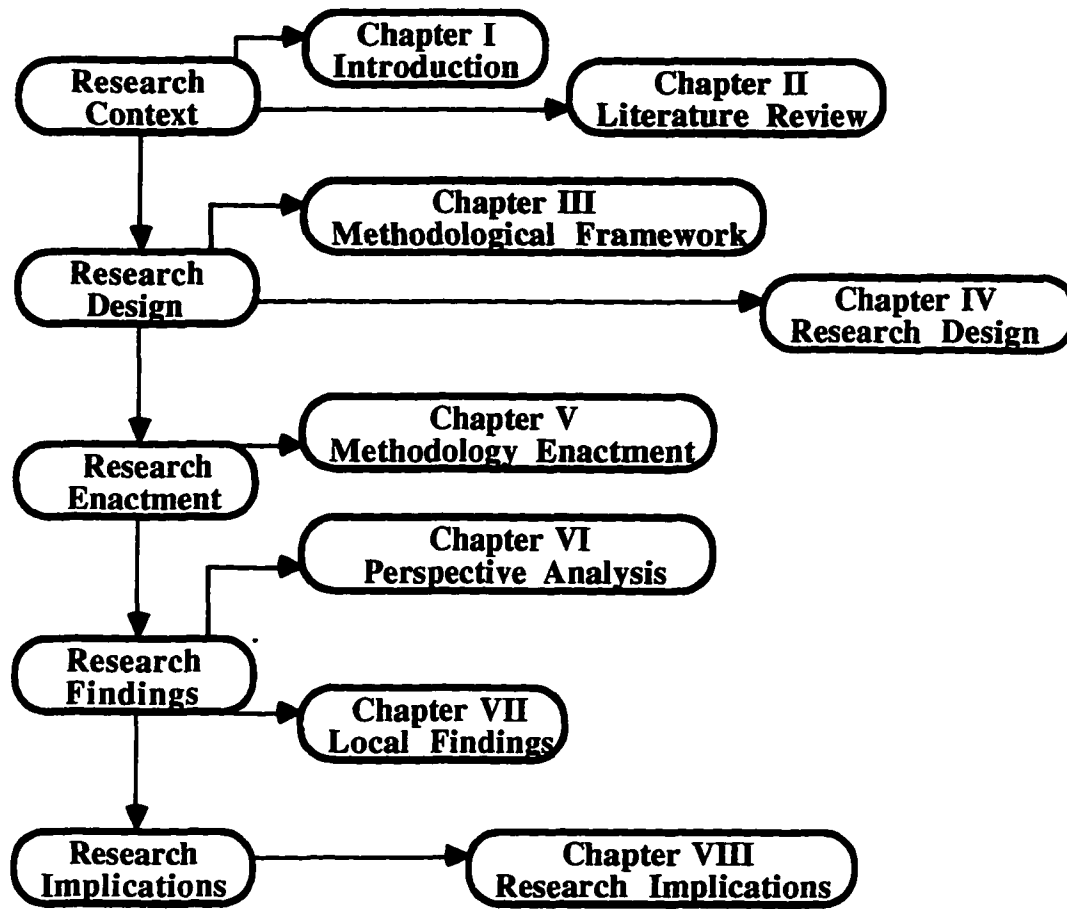 Chapter I
Introduction
Research
Context
Chapter II
Literature Review
Chapter III
Methodological Framework
Research
Design
Chapter IV
Research Design
Chapter V
Methodology Enactment
Research
Enactment
Chapter VI
Perspective Analysis
Research
Findings
Chapter VII
Local Findings
Research
Implications
Chapter VIII
Research Implications